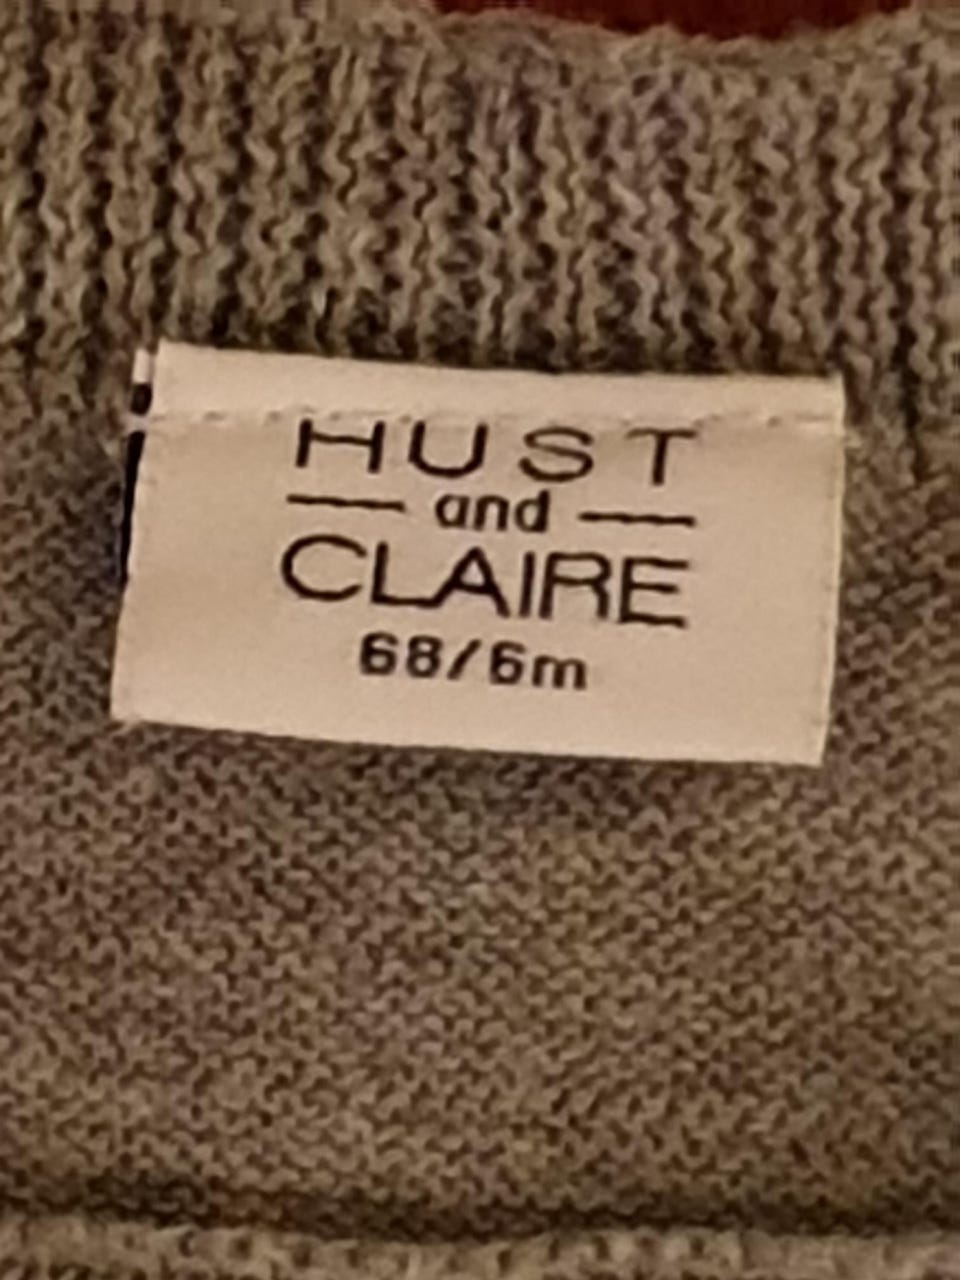 HUST
and
CLAIRE
68/6m